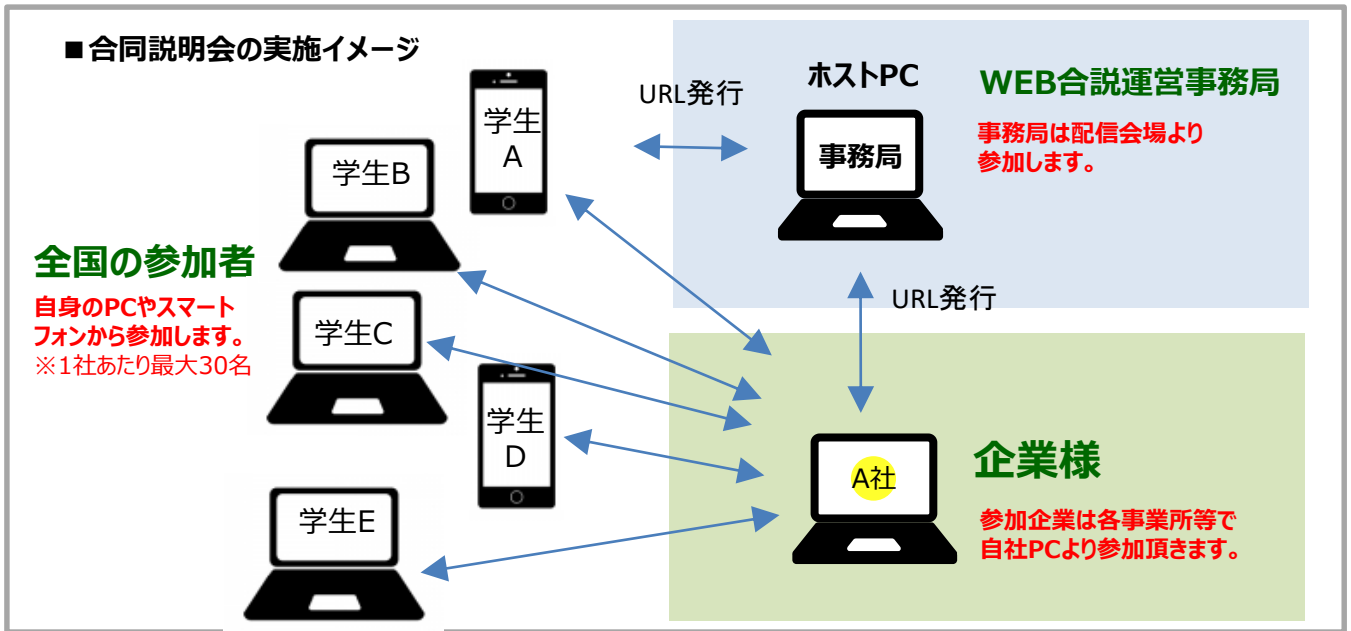 ■合同説明会の実施イメージ
学生
A
学生B
URL発行
ホストPC
事務局
WEB合説運営事務局
事務局は配信会場より
参加します。
全国の参加者
自身のPCやスマート
フォンから参加します。
※1社あたり最大30名
学生C
学生
D
学生E
URL発行
A社
企業様
参加企業は各事業所等で
自社PCより参加頂きます。